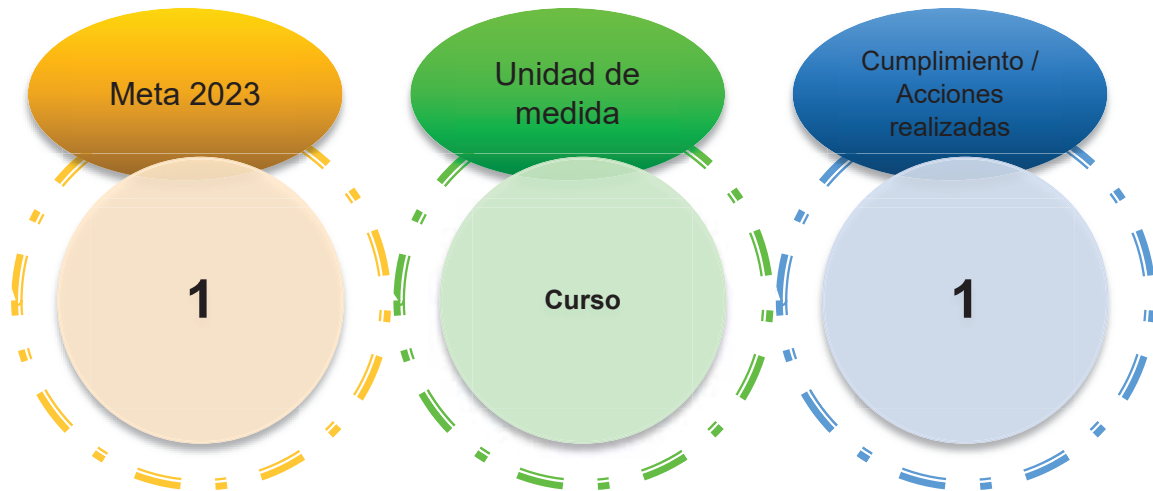 Meta 2023
Unidad de
medida
Cumplimiento /
Acciones
realizadas
1
Curso
1